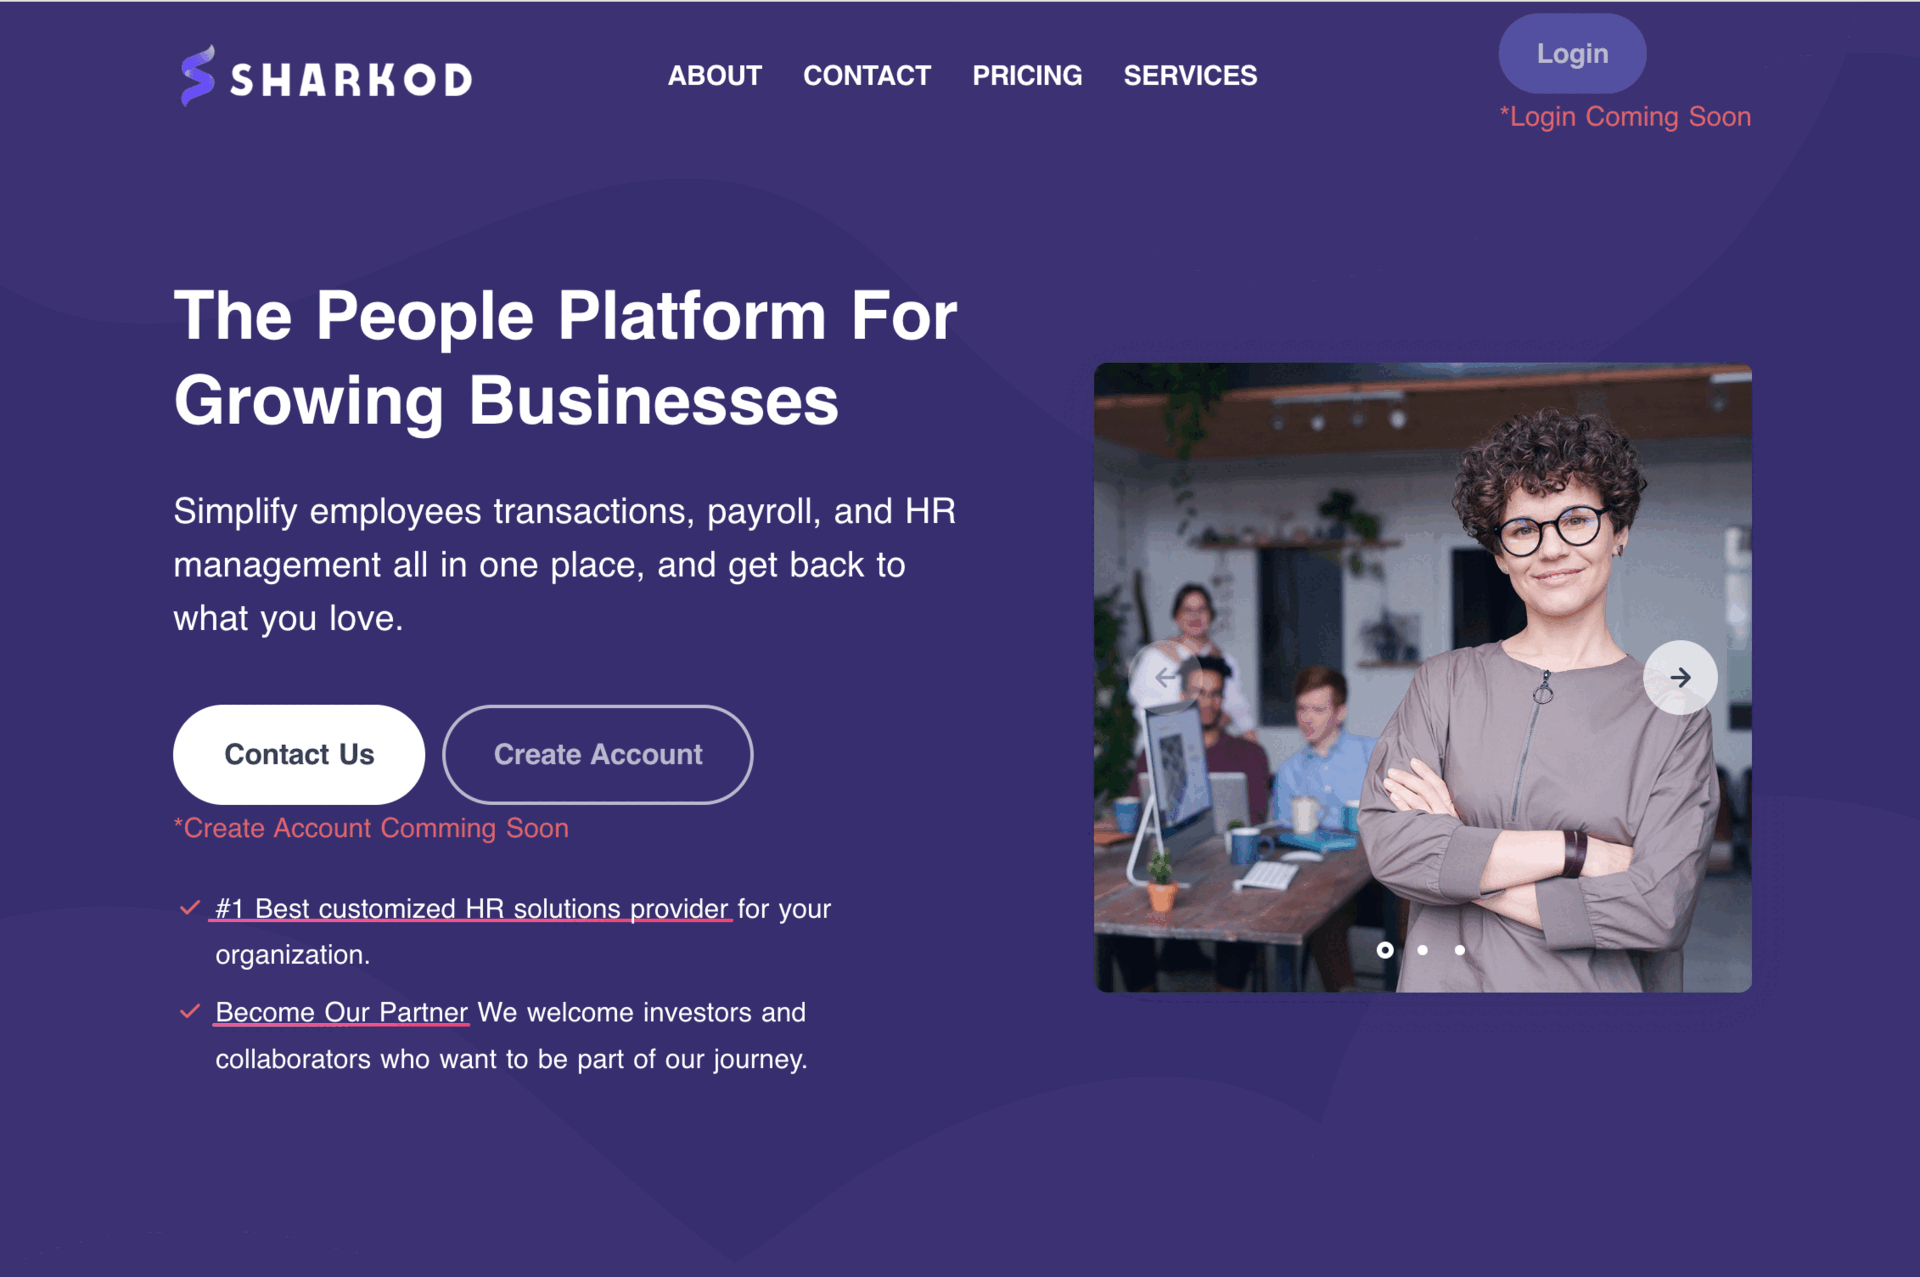 SHARKOD
ABOUT CONTACT PRICING SERVICES
Login
*Login Coming Soon
The People Platform For
Growing Businesses
Simplify employees transactions, payroll, and HR
management all in one place, and get back to
what you love.
Contact Us
Create Account
*Create Account Comming Soon
#1 Best customized HR solutions provider for your
organization.
Become Our Partner We welcome investors and
collaborators who want to be part of our journey.